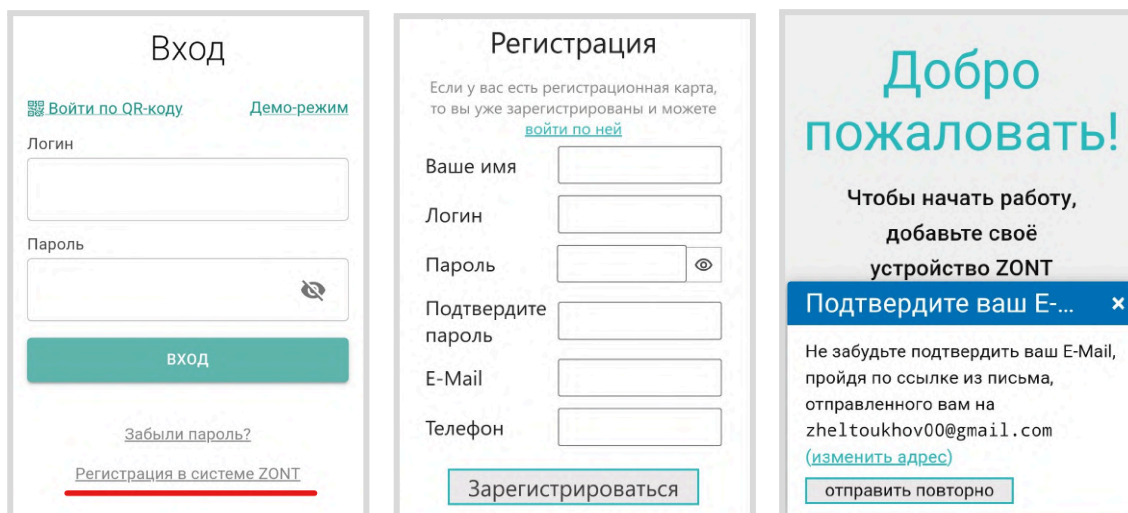 Вход
Войти по QR-коду Демо-режим
Логин
Пароль
вход
Забыли пароль?
Регистрация в системе ZONT
Регистрация
Если у вас есть регистрационная карта,
то вы уже зарегистрированы и можете
войти по ней
Ваше имя
Логин
Пароль
Подтвердите
пароль
E-Mail
Телефон
Зарегистрироваться
Добро
пожаловать!
Чтобы начать работу,
добавьте своё
устройство ZONT
Подтвердите ваш E-... ×
Не забудьте подтвердить ваш E-Mail,
пройдя по ссылке из письма,
отправленного вам на
zheltoukhov00@gmail.com
(изменить адрес)
отправить повторно